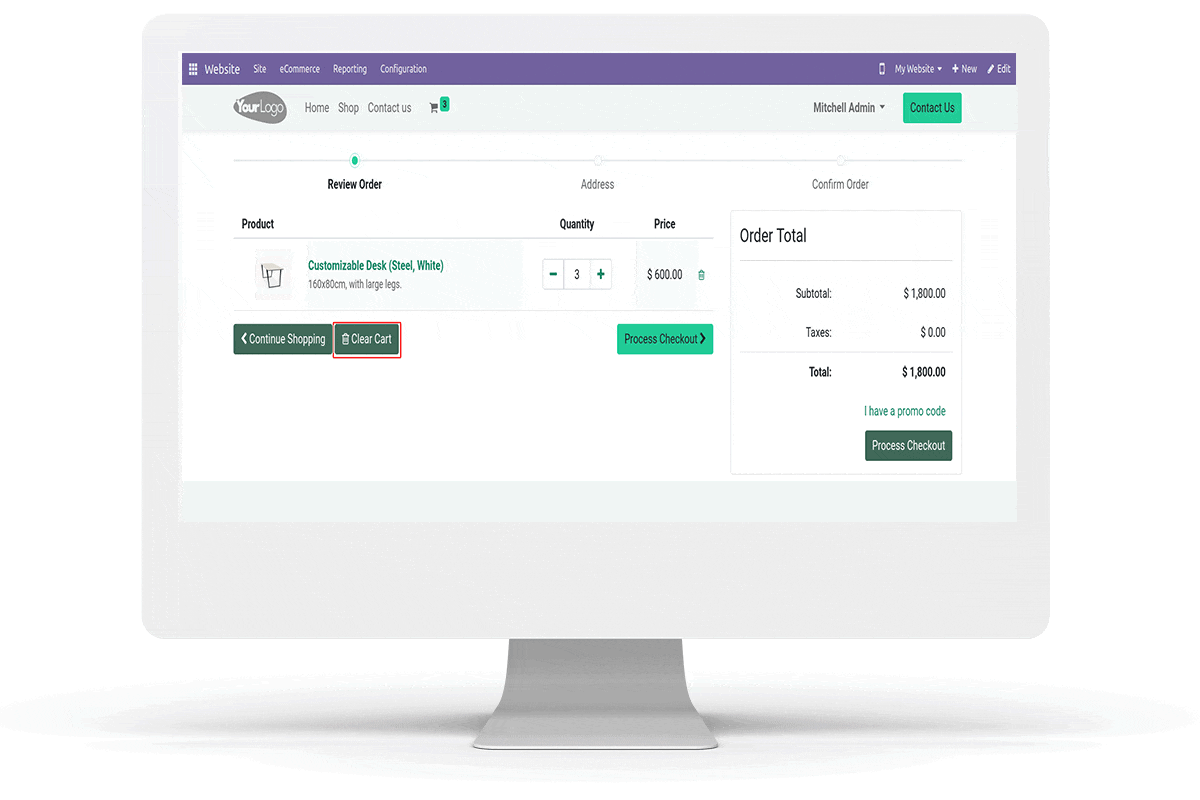 Website Site eCommerce Reporting Configuration My Website New Edit
YourLogo Home Shop Contact us 3 Mitchell Admin Contact Us
Review Order Address Confirm Order
Product Quantity Price
Order Total
Customizable Desk (Steel, White)
160x80cm, with large legs.
3 $ 600.00
Subtotal: $ 1,800.00
Taxes: $ 0.00
Continue Shopping Clear Cart Process Checkout
Total: $ 1,800.00
I have a promo code
Process Checkout